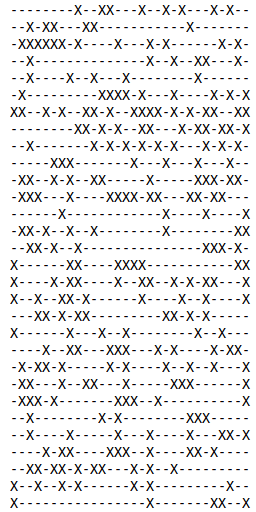 --------X--XX---X--X-X---X-X--
--X-XX---XX-----------X-------
-XXXXXX-X----X---X-X------X-X-
--X--------------X--X--XX---X-
--X----X--X---X--------X------
-X---------XXXX-X---X----X-X-X
XX--X-X--XX-X--XXXX-X-X-XX--XX
--------XX-X-X--XX---X-XX-XX-X
--X-------X-X-X-X-X-X---X-X-X-
-----XXX-------X---X---X---X--
-XX--X-X--XX-----X-----XXX-XX-
-XXX---X----XXXX-XX---XX-XX---
------X------------X----X----X
-XX-X--X-X---------X--------XX
--XX-X--X---------------XXX-X-
X------XX----XXXX-----------XX
X----X-XX----X--XX--X-X-XX---X
X--X--XX-X------X----X---X---X
---XX-X-XX---------XX-X-X-----
X------X---X--X--------X--X---
----X--XX---XXX---X-X----X-XX-
-X-XX-X------X--XX---X--X----X
-XX---X--XX---X-----XXX------X
-XXX-X-------XXX--X----------X
--X--------X-X--------XXX-----
--X----X-----X---X----X---XX-X
----X-XX----XXX--X----XX-X----
--XX-XX-X-XX---X-X--X---------
X--X--X-X------X-X---------X--
X----------------X-------XX--X